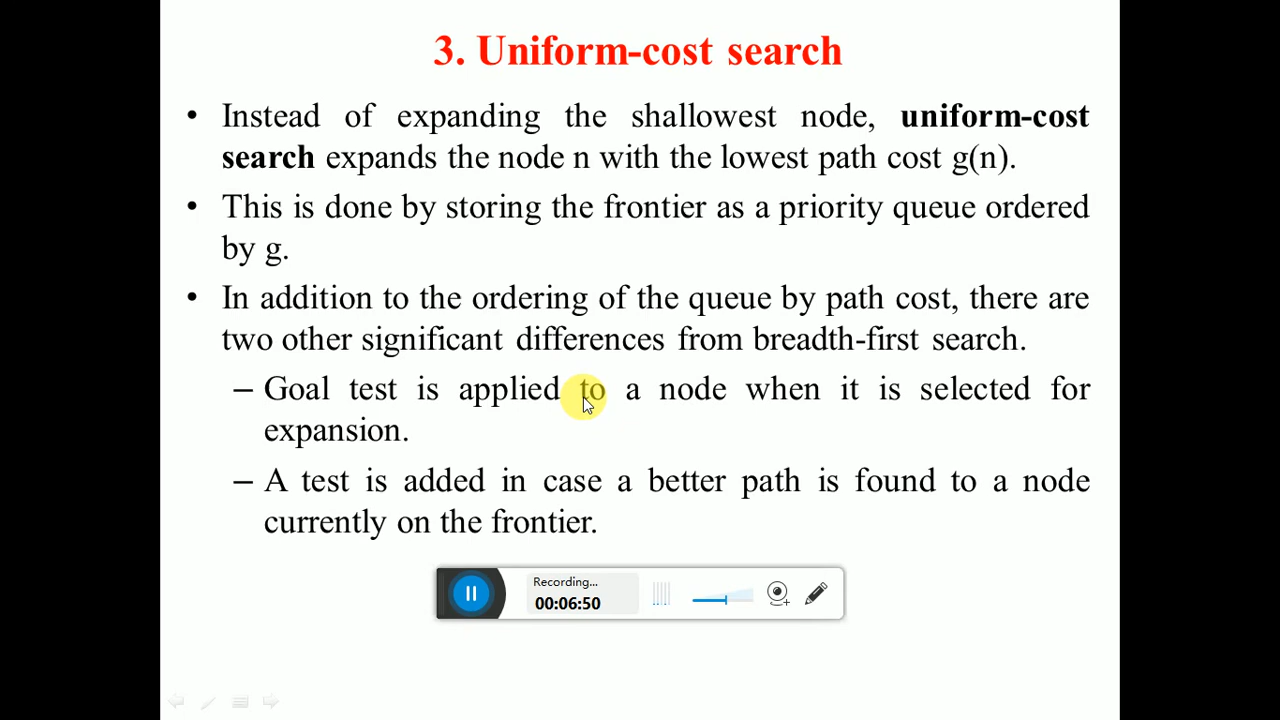 3. Uniform-cost search
• Instead of expanding the shallowest node, uniform-cost
search expands the node n with the lowest path cost g(n).
• This is done by storing the frontier as a priority queue ordered
by g.
• In addition to the ordering of the queue by path cost, there are
two other significant differences from breadth-first search.
– Goal test is applied to a node when it is selected for
expansion.
– A test is added in case a better path is found to a node
currently on the frontier.
Recording...
00:06:50